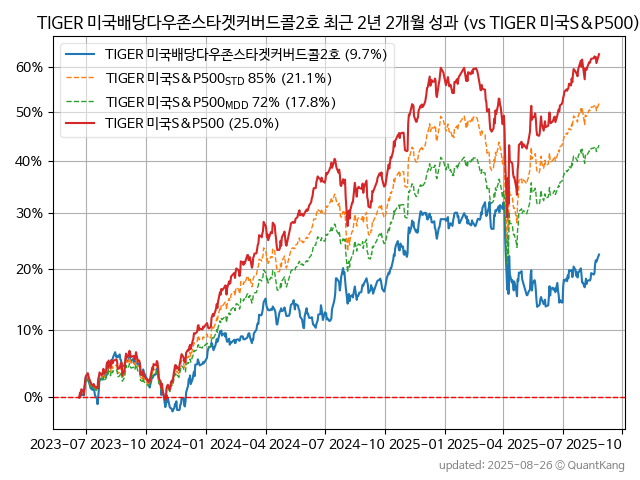 TIGER 미국배당다우존스타겟커버드콜2호 최근 2년 2개월 성과 (vs TIGER 미국S&P500)
TIGER 미국배당다우존스타겟커버드콜2호 (9.7%)
TIGER 미국S&P500STD 85% (21.1%)
TIGER 미국S&P500MDD 72% (17.8%)
TIGER 미국S&P500 (25.0%)
60%
50%
40%
30%
20%
10%
0%
2023-07 2023-10 2024-01 2024-04 2024-07 2024-10 2025-01 2025-04 2025-07 2025-10
updated: 2025-08-26 © QuantKang